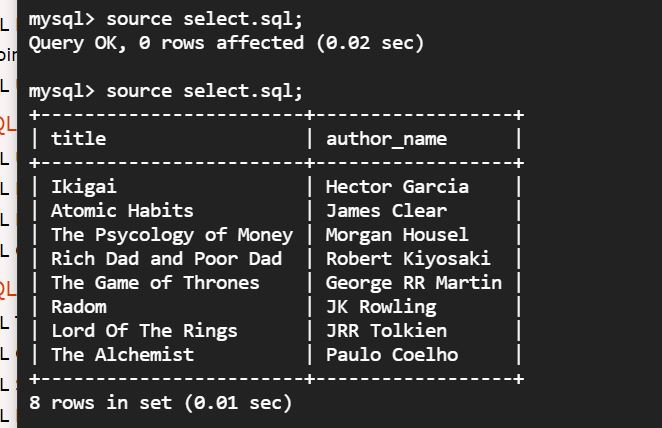 mysql> source select.sql;
Query OK, 0 rows affected (0.02 sec)
mysql> source select.sql;
+------------------------+------------------+
| title                  | author_name      |
+------------------------+------------------+
| Ikigai                 | Hector Garcia    |
| Atomic Habits          | James Clear      |
| The Psycology of Money | Morgan Housel    |
| Rich Dad and Poor Dad  | Robert Kiyosaki  |
| The Game of Thrones    | George RR Martin |
| Radom                  | JK Rowling       |
| Lord Of The Rings      | JRR Tolkien      |
| The Alchemist          | Paulo Coelho     |
+------------------------+------------------+
8 rows in set (0.01 sec)